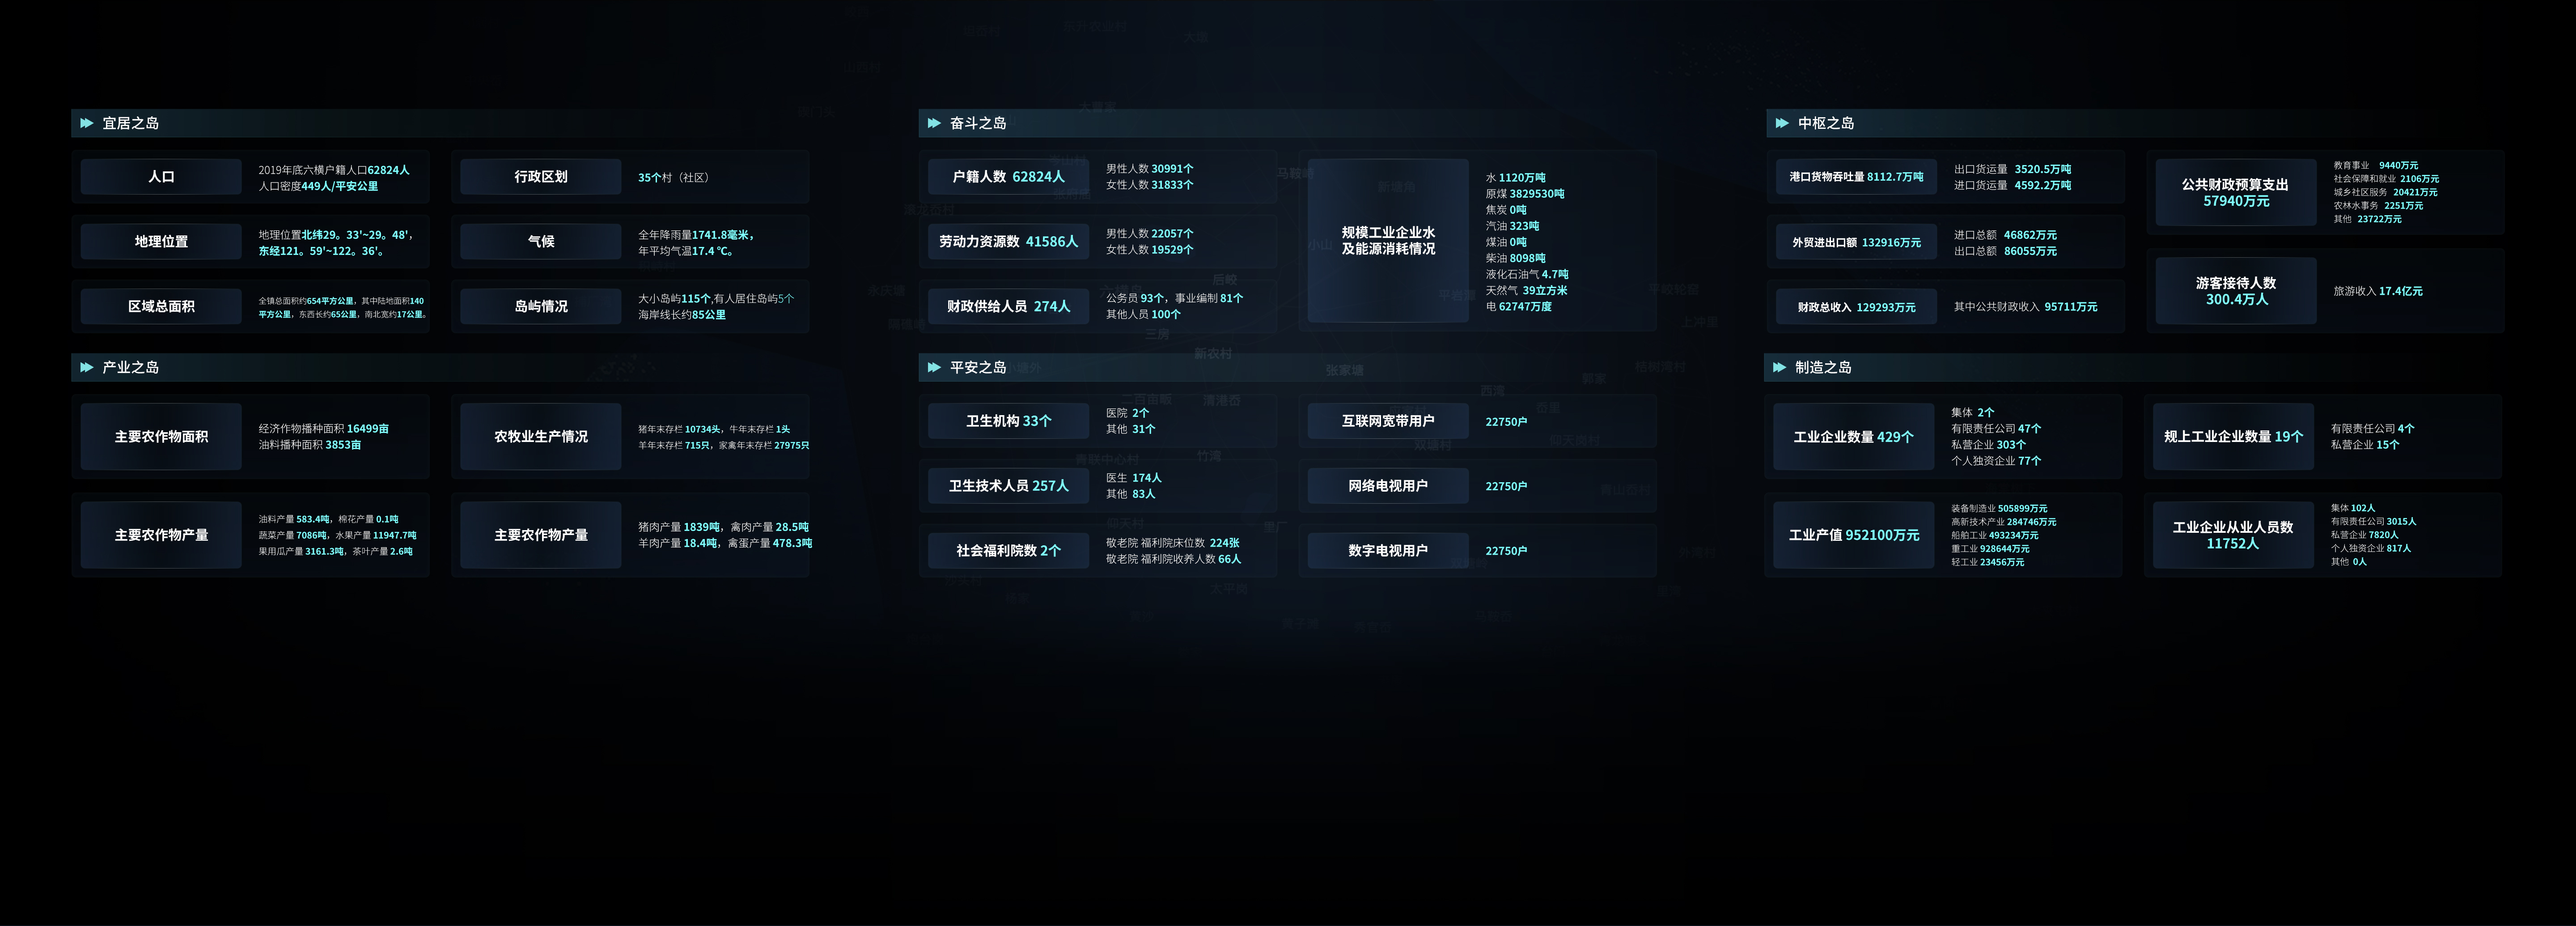 宜居之岛
人口
2019年底六横户籍人口62824人
人口密度449人/平安公里
行政区划
35个村（社区）
地理位置
地理位置北纬29。33'~29。48'，
东经121。59'~122。36'。
气候
全年降雨量1741.8毫米，
年平均气温17.4 ℃。
区域总面积
全镇总面积约654平方公里，其中陆地面积140
平方公里，东西长约65公里，南北宽约17公里。
岛屿情况
大小岛屿115个,有人居住岛屿5个
海岸线长约85公里
产业之岛
主要农作物面积
经济作物播种面积 16499亩
油料播种面积 3853亩
农牧业生产情况
猪年末存栏 10734头，牛年末存栏 1头
羊年末存栏 715只，家禽年末存栏 27975只
主要农作物产量
油料产量 583.4吨，棉花产量 0.1吨
蔬菜产量 7086吨，水果产量 11947.7吨
果用瓜产量 3161.3吨，茶叶产量 2.6吨
主要农作物产量
猪肉产量 1839吨，禽肉产量 28.5吨
羊肉产量 18.4吨，禽蛋产量 478.3吨
奋斗之岛
户籍人数 62824人
男性人数 30991个
女性人数 31833个
劳动力资源数 41586人
男性人数 22057个
女性人数 19529个
财政供给人员 274人
公务员 93个，事业编制 81个
其他人员 100个
规模工业企业水
及能源消耗情况
水 1120万吨
原煤 3829530吨
焦炭 0吨
汽油 323吨
煤油 0吨
柴油 8098吨
液化石油气 4.7吨
天然气 39立方米
电 62747万度
平安之岛
卫生机构 33个
医院 2个
其他 31个
互联网宽带用户
22750户
卫生技术人员 257人
医生 174人
其他 83人
网络电视用户
22750户
社会福利院数 2个
敬老院 福利院床位数 224张
敬老院 福利院收养人数 66人
数字电视用户
22750户
中枢之岛
港口货物吞吐量 8112.7万吨
出口货运量 3520.5万吨
进口货运量 4592.2万吨
外贸进出口额 132916万元
进口总额 46862万元
出口总额 86055万元
财政总收入 129293万元
其中公共财政收入 95711万元
公共财政预算支出
57940万元
教育事业 9440万元
社会保障和就业 2106万元
城乡社区服务 20421万元
农林水事务 2251万元
其他 23722万元
游客接待人数
300.4万人
旅游收入 17.4亿元
制造之岛
工业企业数量 429个
集体 2个
有限责任公司 47个
私营企业 303个
个人独资企业 77个
规上工业企业数量 19个
有限责任公司 4个
私营企业 15个
工业产值 952100万元
装备制造业 505899万元
高新技术产业 284746万元
船舶工业 493234万元
重工业 928644万元
轻工业 23456万元
工业企业从业人员数
11752人
集体 102人
有限责任公司 3015人
私营企业 7820人
个人独资企业 817人
其他 0人
大曹家
马跤崎
小山
后皎
三房
新农村
张家塘
清港岙
西湾
郭家
双塘村
竹湾
太平岗